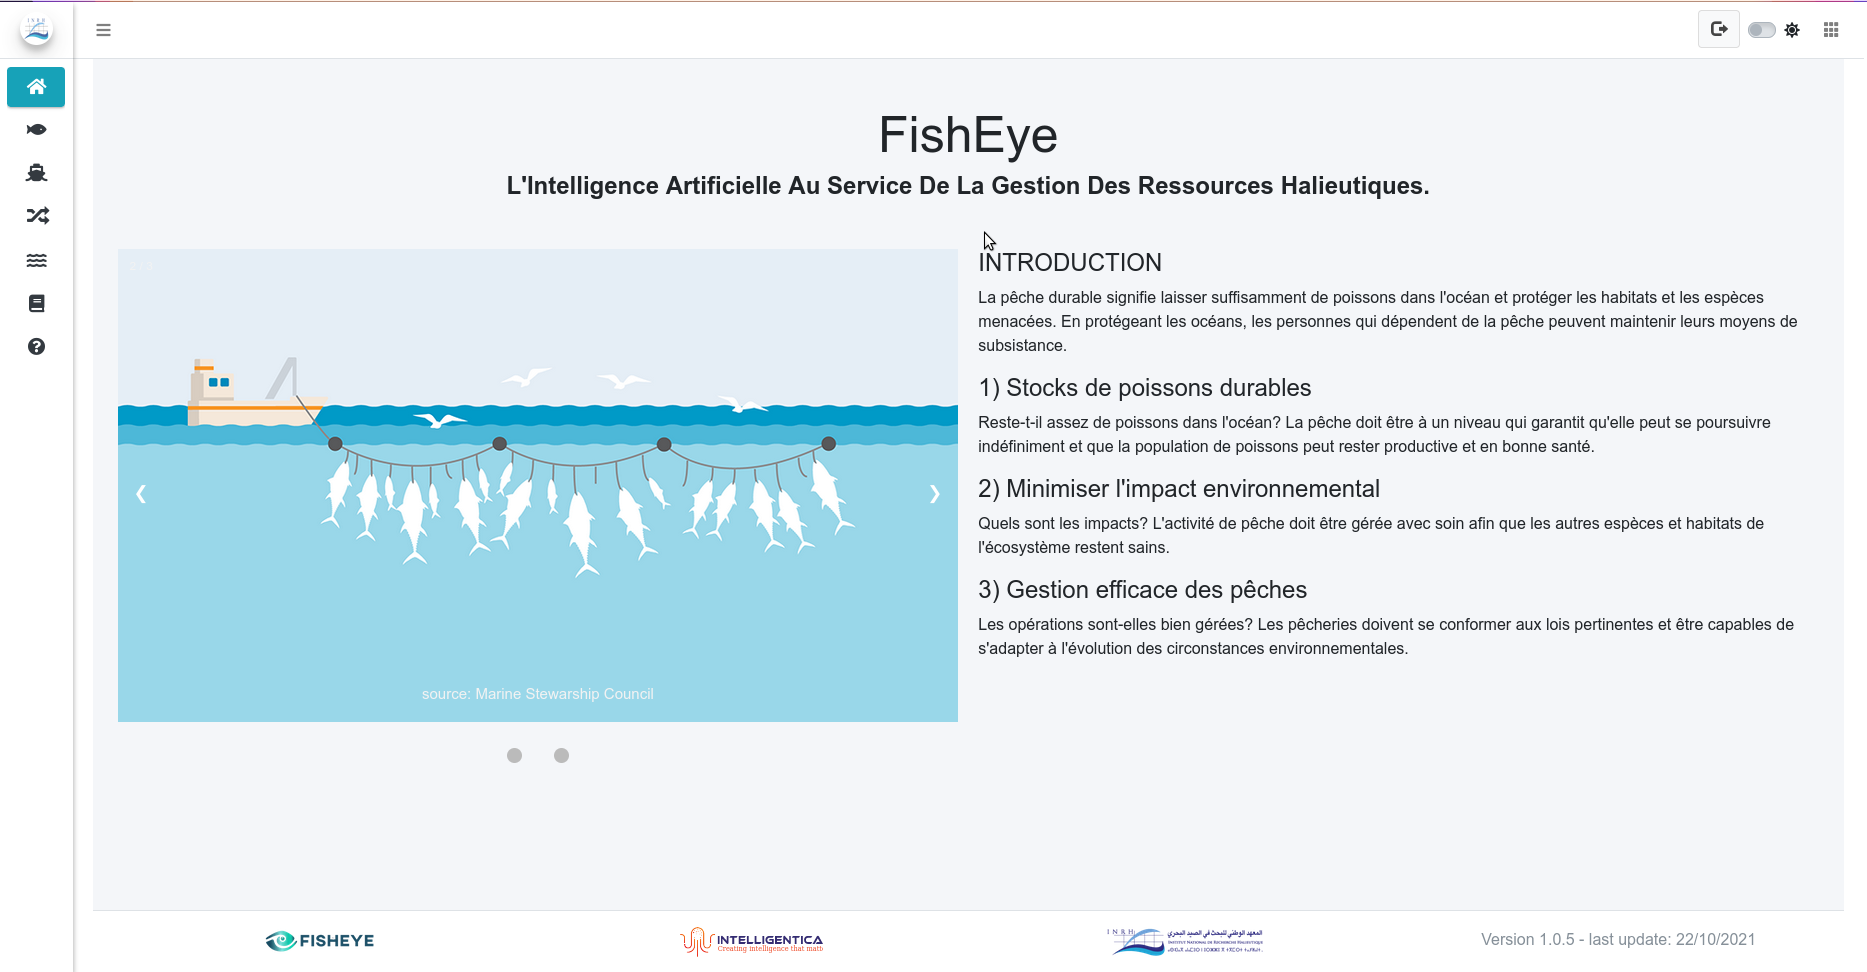 INRH
FishEye
L'Intelligence Artificielle Au Service De La Gestion Des Ressources Halieutiques.
source: Marine Stewarship Council
INTRODUCTION
La pêche durable signifie laisser suffisamment de poissons dans l'océan et protéger les habitats et les espèces
menacées. En protégeant les océans, les personnes qui dépendent de la pêche peuvent maintenir leurs moyens de
subsistance.
1) Stocks de poissons durables
Reste-t-il assez de poissons dans l'océan? La pêche doit être à un niveau qui garantit qu'elle peut se poursuivre
indéfiniment et que la population de poissons peut rester productive et en bonne santé.
2) Minimiser l'impact environnemental
Quels sont les impacts? L'activité de pêche doit être gérée avec soin afin que les autres espèces et habitats de
l'écosystème restent sains.
3) Gestion efficace des pêches
Les opérations sont-elles bien gérées? Les pêcheries doivent se conformer aux lois pertinentes et être capables de
s'adapter à l'évolution des circonstances environnementales.
FISHEYE
INTELLIGENTICA
Creating intelligence that matt
INRH
المعهد الوطني للبحث في الصيد البحري
INSTITUT NATIONAL DE RECHERCHE HALIEUTIQUE
Version 1.0.5 - last update: 22/10/2021